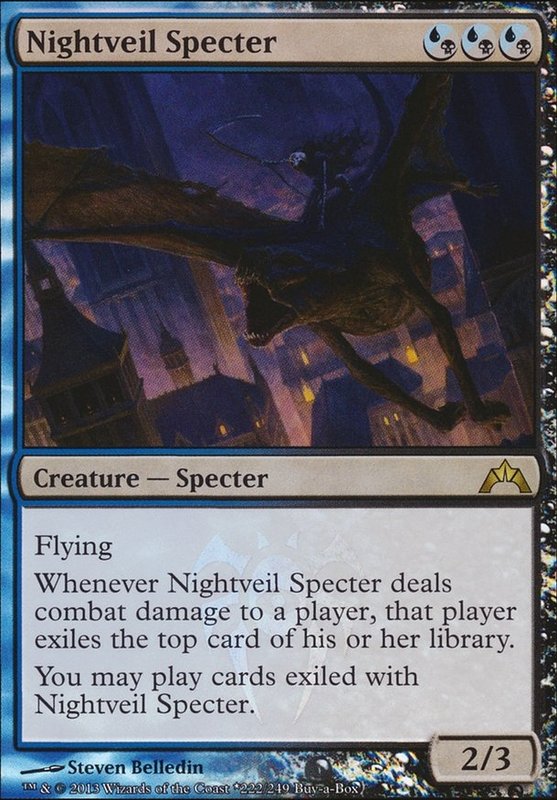 Nightveil Specter
Creature — Specter
Flying
Whenever Nightveil Specter deals
combat damage to a player, that player
exiles the top card of his or her library.
You may play cards exiled with
Nightveil Specter.
2/3
Steven Belledin
™ & © 2013 Wizards of the Coast *222/249 Buy-a-Box)